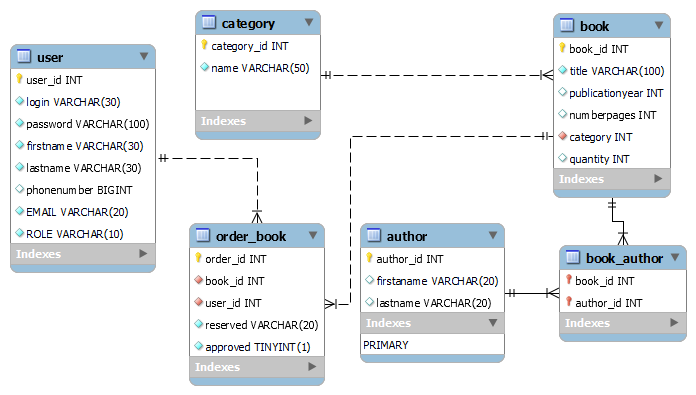 user
user_id INT
login VARCHAR(30)
password VARCHAR(100)
firstname VARCHAR(30)
lastname VARCHAR(30)
phonenumber BIGINT
EMAIL VARCHAR(20)
ROLE VARCHAR(10)
Indexes
category
category_id INT
name VARCHAR(50)
Indexes
book
book_id INT
title VARCHAR(100)
publicationyear INT
numberpages INT
category INT
quantity INT
Indexes
order_book
order_id INT
book_id INT
user_id INT
reserved VARCHAR(20)
approved TINYINT(1)
Indexes
author
author_id INT
firstaname VARCHAR(20)
lastname VARCHAR(20)
Indexes
PRIMARY
book_author
book_id INT
author_id INT
Indexes